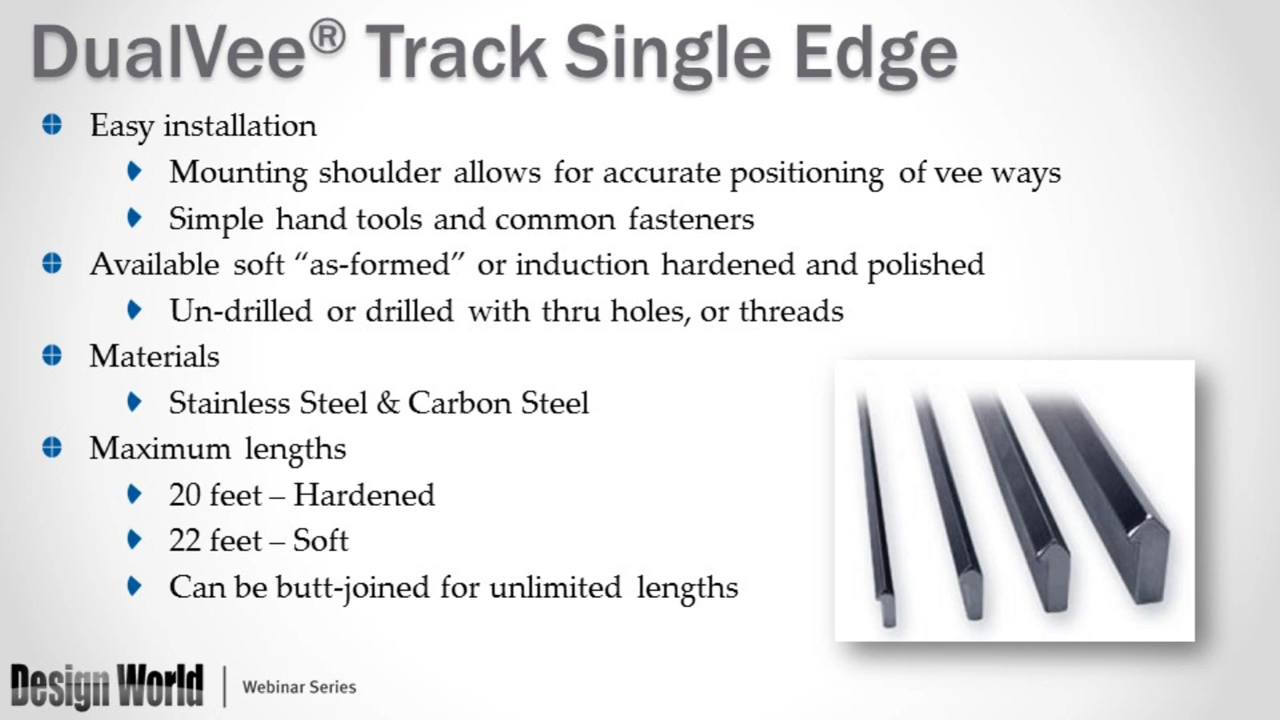 DualVee® Track Single Edge
Easy installation
Mounting shoulder allows for accurate positioning of vee ways
Simple hand tools and common fasteners
Available soft “as-formed” or induction hardened and polished
Un-drilled or drilled with thru holes, or threads
Materials
Stainless Steel & Carbon Steel
Maximum lengths
20 feet – Hardened
22 feet – Soft
Can be butt-joined for unlimited lengths
Design World | Webinar Series